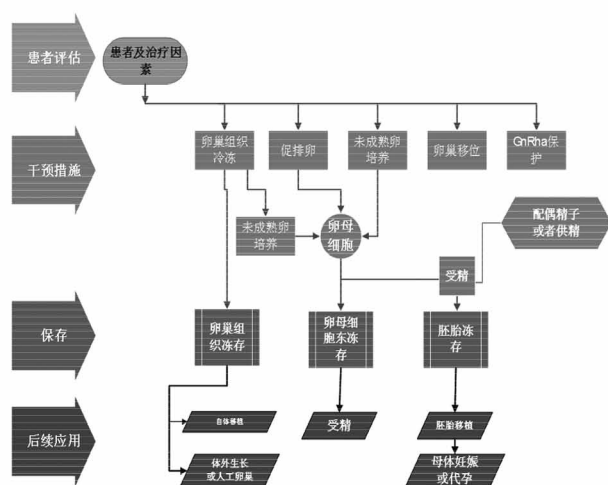 患者评估
患者及治疗因
素
卵巢组织
冷冻
促排卵
未成熟卵
培养
卵巢移位
GnRha保
护
干预措施
未成熟卵
培养
卵母
细胞
配偶精子
或者供精
受精
保存
卵巢组
织冻存
卵母细
胞东冻
存
胚胎冻
存
后续应用
自体移植
受精
胚胎移植
体外生长
或人工卵巢
母体妊娠
或代孕